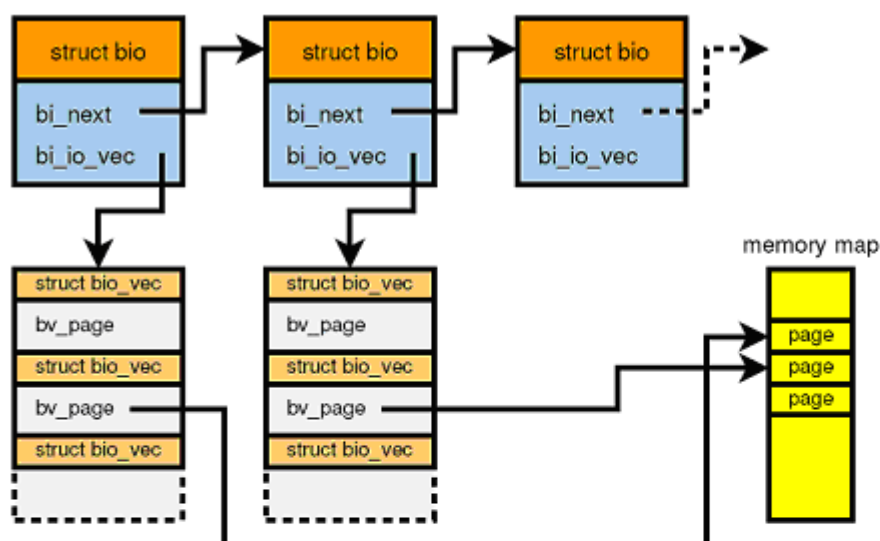 struct bio
struct bio
struct bio
bi_next
bi_next
bi_next
bi_io_vec
bi_io_vec
bi_io_vec
memory map
struct bio_vec
struct bio_vec
bv_page
bv_page
page
struct bio_vec
struct bio_vec
page
bv_page
bv_page
page
struct bio_vec
struct bio_vec